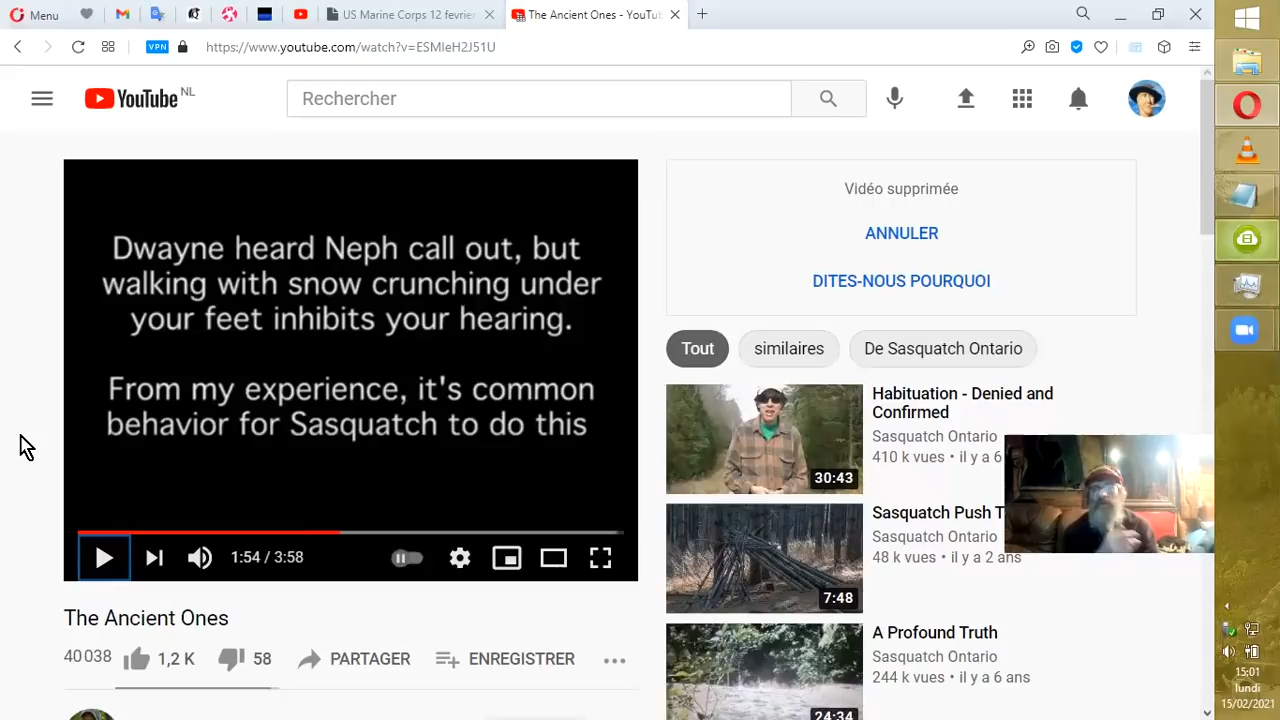 Menu
US Marine Corps 12 fevrier
The Ancient Ones - YouTub
VPN
https://www.youtube.com/watch?v=ESMleH2J51U
YouTube NL
Rechercher
Dwayne heard Neph call out, but
walking with snow crunching under
your feet inhibits your hearing.
From my experience, it's common
behavior for Sasquatch to do this
1:54 / 3:58
The Ancient Ones
40 038
1,2 K
58
PARTAGER
ENREGISTRER
Vidéo supprimée
ANNULER
DITES-NOUS POURQUOI
Tout
similaires
De Sasquatch Ontario
Habituation - Denied and
Confirmed
Sasquatch Ontario
410 k vues • il y a 6
30:43
Sasquatch Push T
Sasquatch Ontario
48 k vues • il y a 2 ans
7:48
A Profound Truth
Sasquatch Ontario
244 k vues • il y a 6 ans
24:34
15:01
lundi
15/02/2021